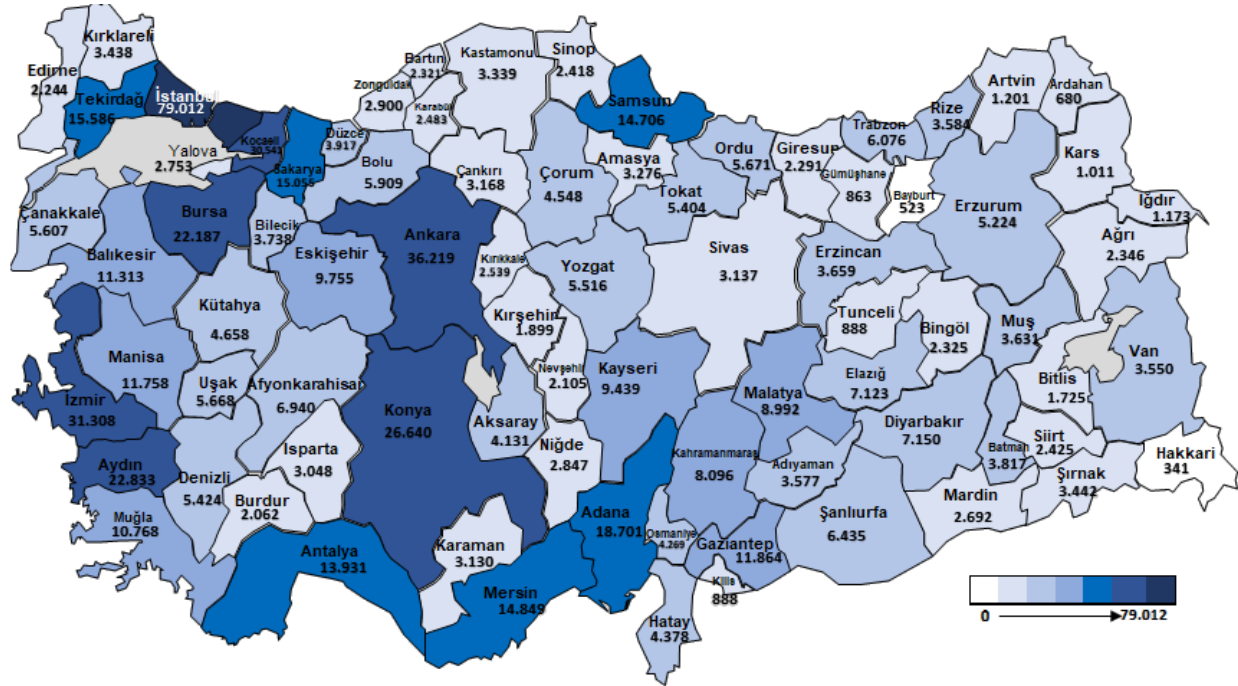 Kırklareli
3.438
Edirne
2.244
Tekirdağ
15.586
İstanbul
79.012
Yalova
2.753
Kocaeli
30.541
Sakarya
15.055
Düzce
3.917
Zonguldak
2.900
Bartın
2.321
Karabük
2.483
Kastamonu
3.339
Sinop
2.418
Samsun
14.706
Bolu
5.909
Çankırı
3.168
Çorum
4.548
Amasya
3.276
Tokat
5.404
Ordu
5.671
Giresun
2.291
Gümüşhane
863
Trabzon
6.076
Rize
3.584
Bayburt
523
Artvin
1.201
Ardahan
680
Kars
1.011
Iğdır
1.173
Ağrı
2.346
Erzurum
5.224
Erzincan
3.659
Sivas
3.137
Yozgat
5.516
Kırıkkale
2.539
Ankara
36.219
Eskişehir
9.755
Bilecik
3.738
Bursa
22.187
Çanakkale
5.607
Balıkesir
11.313
Kütahya
4.658
Manisa
11.758
Uşak
5.668
Afyonkarahisar
6.940
İzmir
31.308
Aydın
22.833
Denizli
5.424
Muğla
10.768
Burdur
2.062
Isparta
3.048
Antalya
13.931
Konya
26.640
Aksaray
4.131
Kırşehir
1.899
Nevşehir
2.105
Niğde
2.847
Kayseri
9.439
Karaman
3.130
Mersin
14.849
Adana
18.701
Osmaniye
4.269
Hatay
4.378
Kilis
888
Gaziantep
11.864
Kahramanmaraş
8.096
Malatya
8.992
Adıyaman
3.577
Şanlıurfa
6.435
Elazığ
7.123
Tunceli
888
Bingöl
2.325
Muş
3.631
Diyarbakır
7.150
Batman
3.817
Mardin
2.692
Bitlis
1.725
Siirt
2.425
Şırnak
3.442
Van
3.550
Hakkari
341
0
79.012